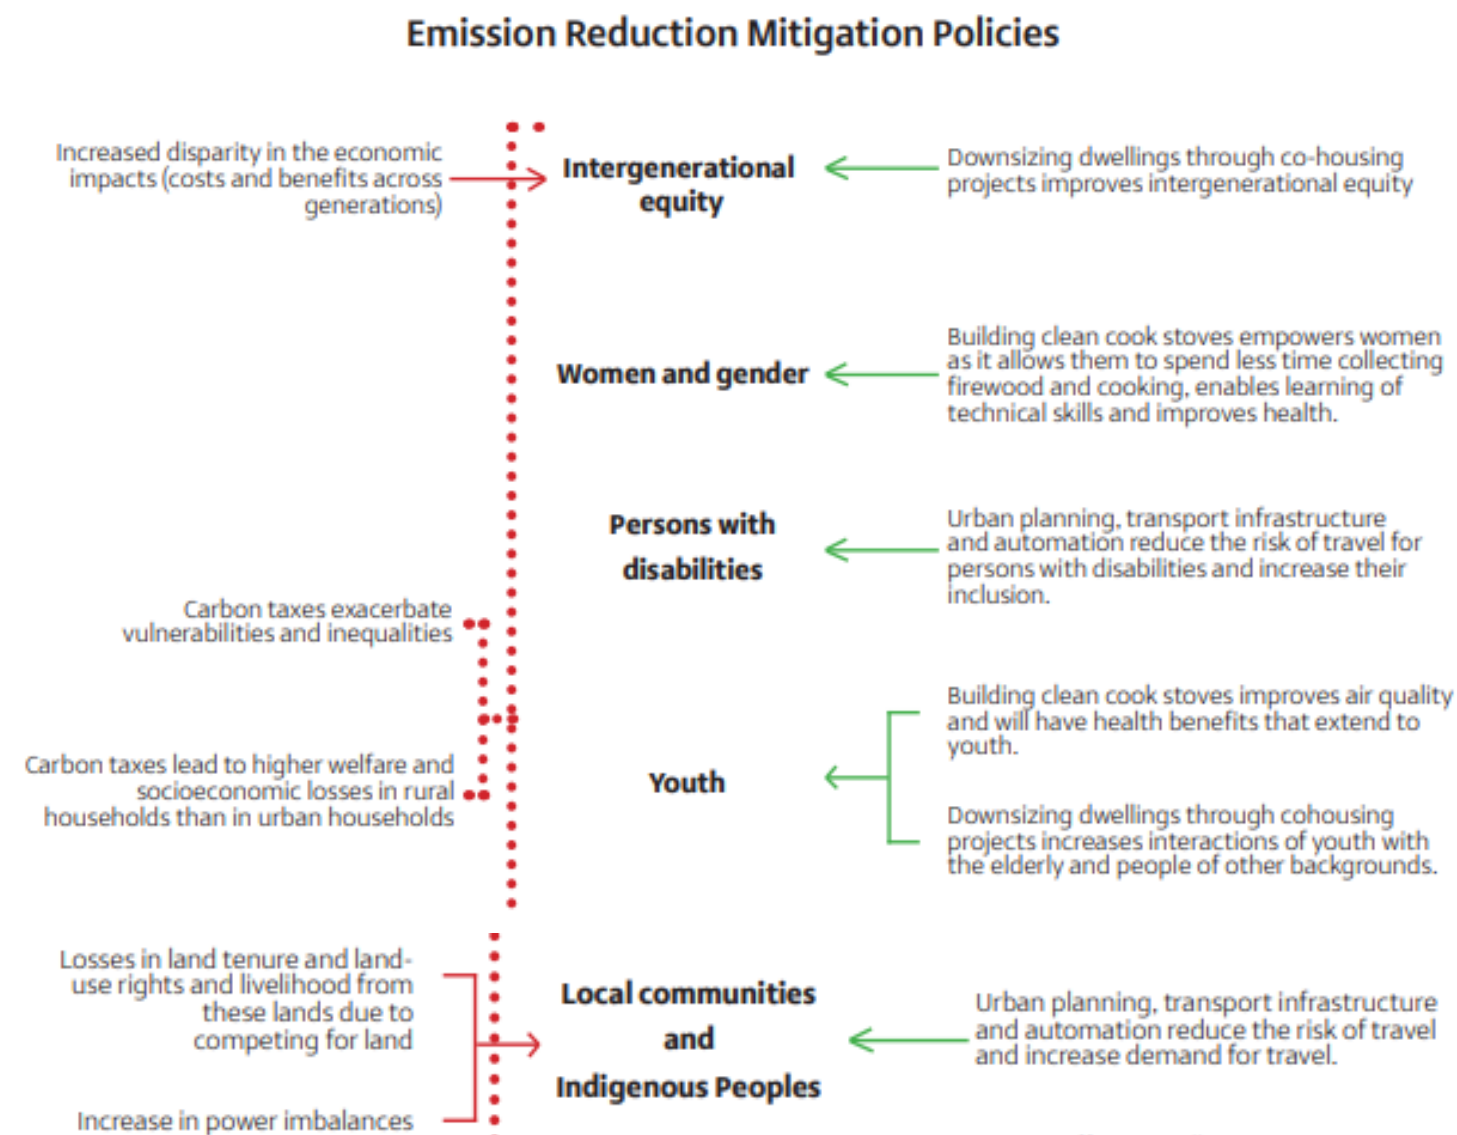 Emission Reduction Mitigation Policies
Increased disparity in the economic
impacts (costs and benefits across
generations)
Intergenerational
equity
Downsizing dwellings through co-housing
projects improves intergenerational equity
Women and gender
Building clean cook stoves empowers women
as it allows them to spend less time collecting
firewood and cooking, enables learning of
technical skills and improves health.
Persons with
disabilities
Urban planning, transport infrastructure
and automation reduce the risk of travel for
persons with disabilities and increase their
inclusion.
Carbon taxes exacerbate
vulnerabilities and inequalities
Carbon taxes lead to higher welfare and
socioeconomic losses in rural
households than in urban households
Youth
Building clean cook stoves improves air quality
and will have health benefits that extend to
youth.
Downsizing dwellings through cohousing
projects increases interactions of youth with
the elderly and people of other backgrounds.
Losses in land tenure and land-
use rights and livelihood from
these lands due to
competing for land
Increase in power imbalances
Local communities
and
Indigenous Peoples
Urban planning, transport infrastructure
and automation reduce the risk of travel
and increase demand for travel.